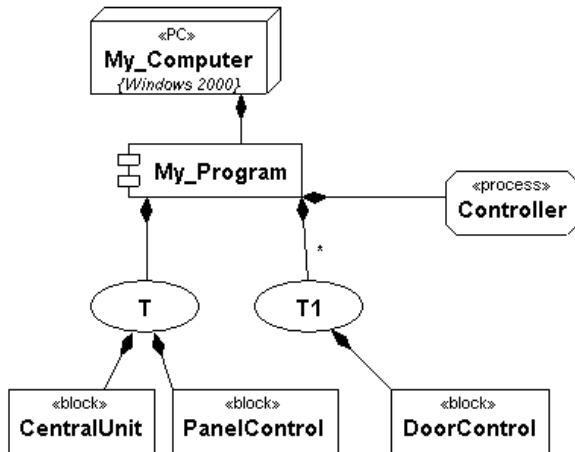 «PC»
My_Computer
{Windows 2000}
My_Program
«process»
Controller
*
T
T1
«block»
CentralUnit
«block»
PanelControl
«block»
DoorControl